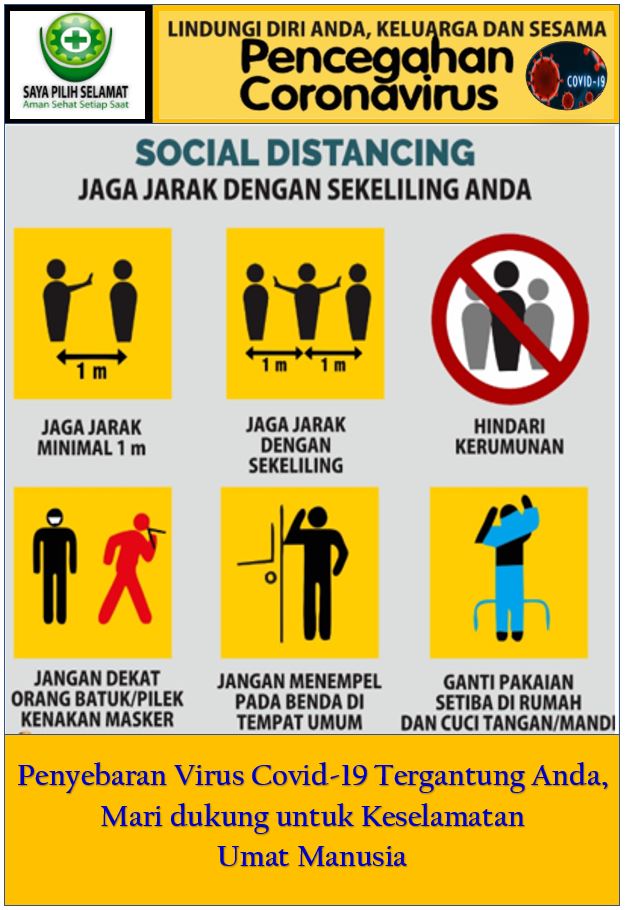 LINDUNGI DIRI ANDA, KELUARGA DAN SESAMA
Pencegahan
Coronavirus
COVID-19
SAYA PILIH SELAMAT
Aman Sehat Setiap Saat
SOCIAL DISTANCING
JAGA JARAK DENGAN SEKELILING ANDA
1 m
1 m 1 m
JAGA JARAK
MINIMAL 1 m
JAGA JARAK
DENGAN
SEKELILING
HINDARI
KERUMUNAN
JANGAN DEKAT
ORANG BATUK/PILEK
KENAKAN MASKER
JANGAN MENEMPEL
PADA BENDA DI
TEMPAT UMUM
GANTI PAKAIAN
SETIBA DI RUMAH
DAN CUCI TANGAN/MANDI
Penyebaran Virus Covid-19 Tergantung Anda,
Mari dukung untuk Keselamatan
Umat Manusia